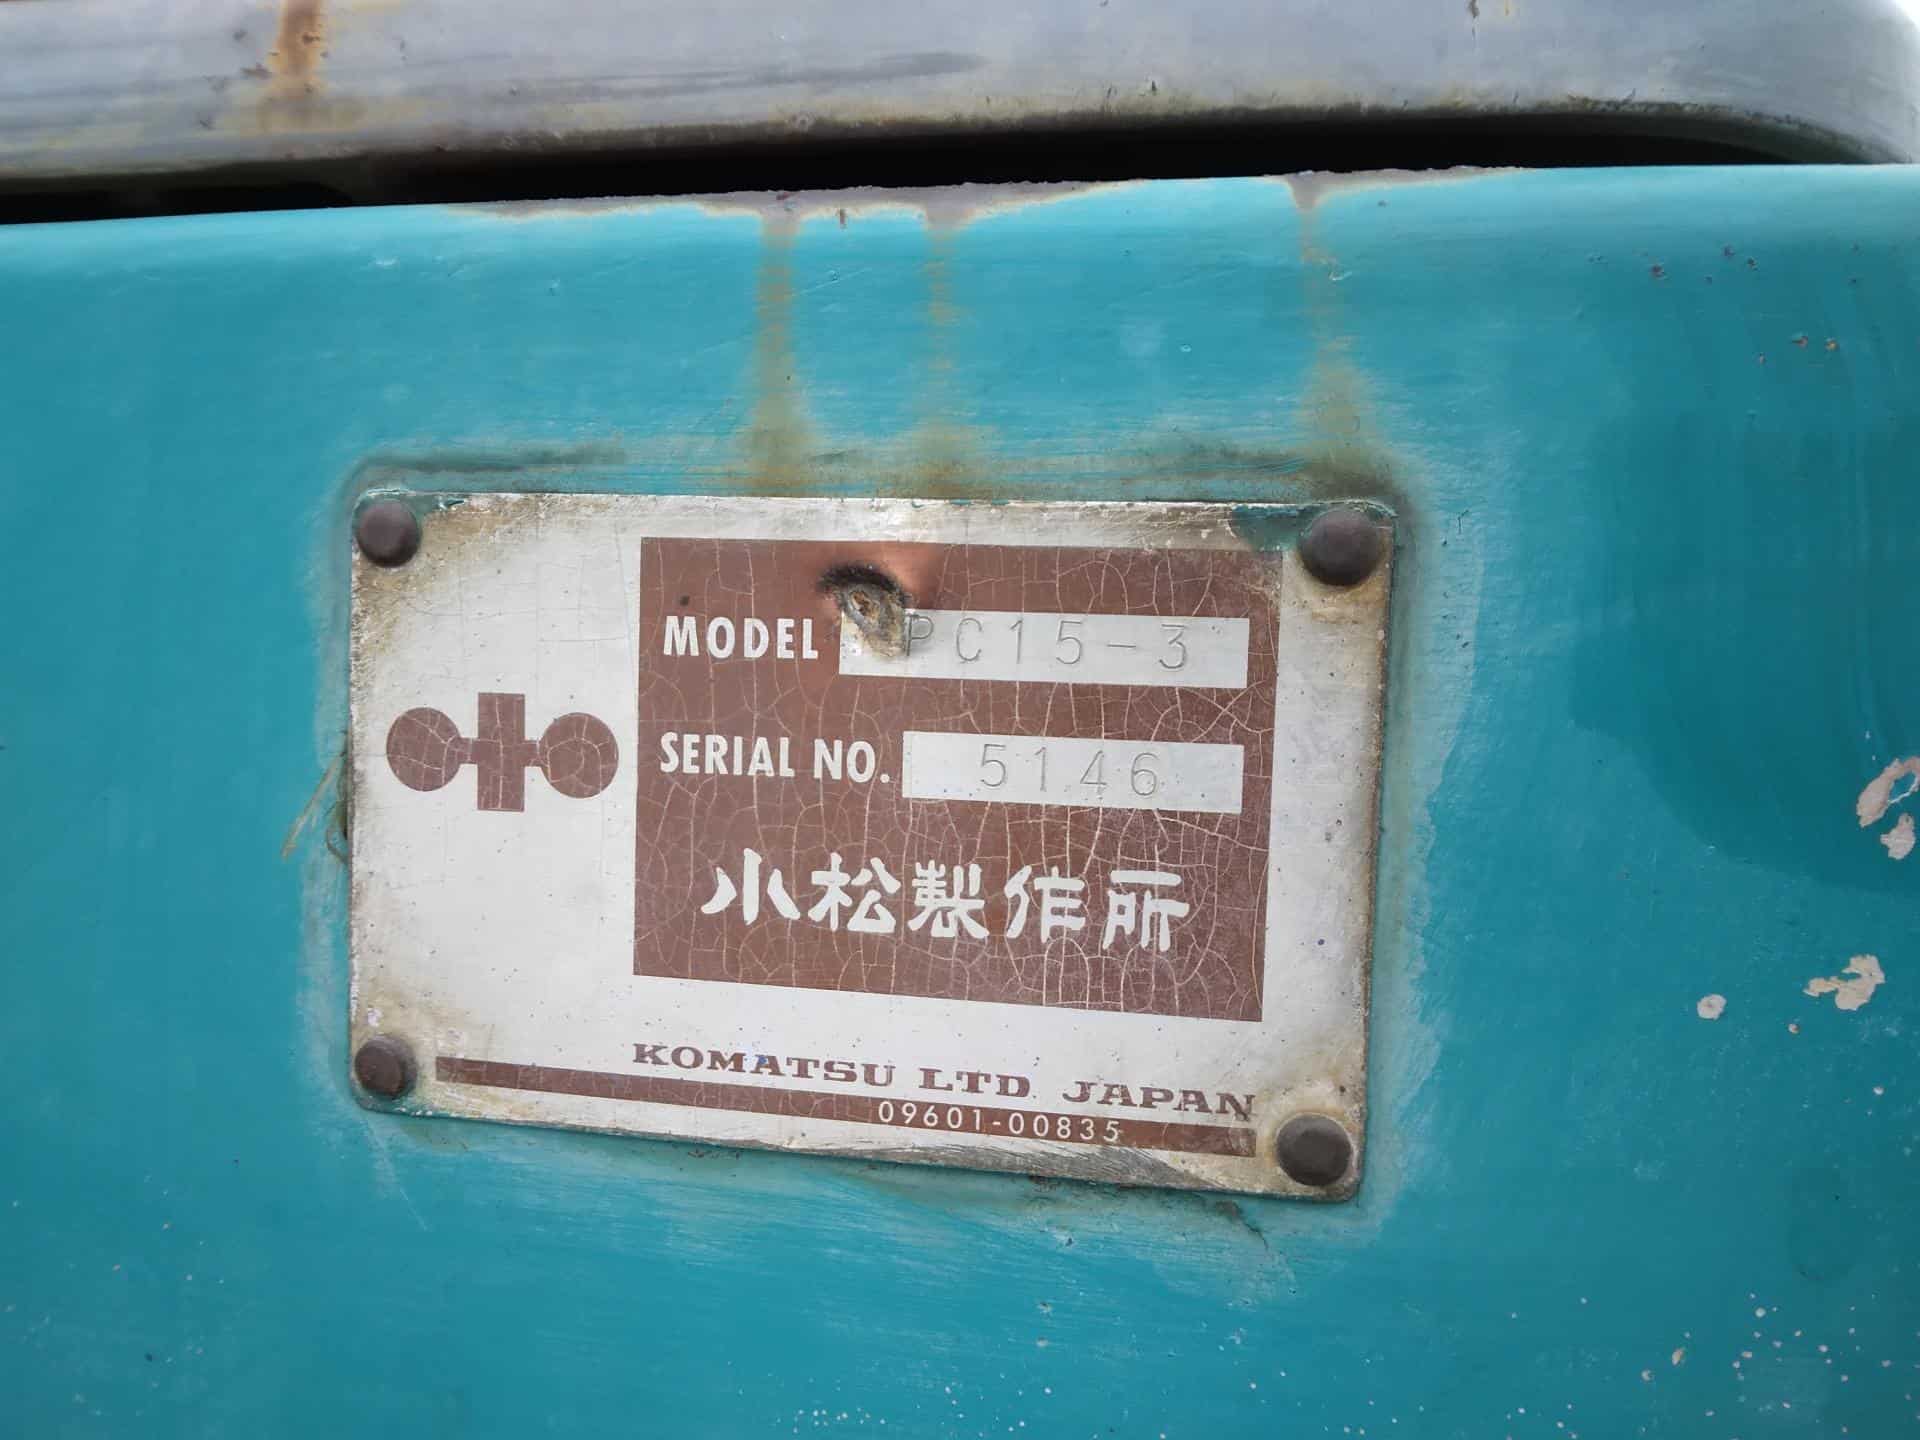 MODEL PC15-3
SERIAL NO. 5146
小松製作所
KOMATSU LTD JAPAN
09601-00835